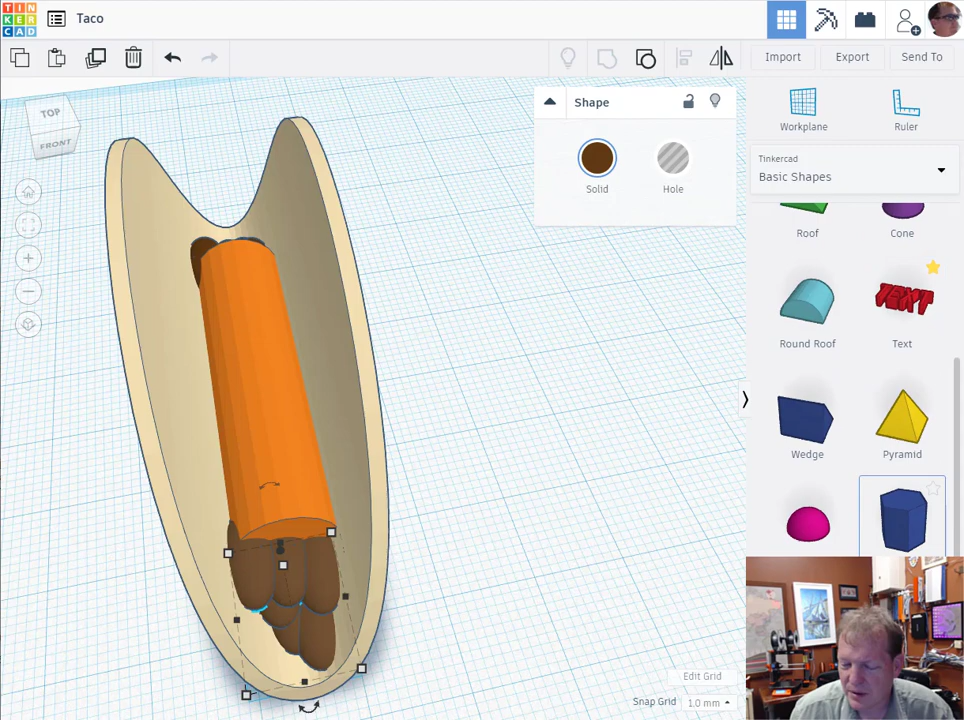 TIN
KER
CAD
Taco
Import
Export
Send To
TOP
FRONT
Shape
Solid
Hole
Workplane
Ruler
Tinkercad
Basic Shapes
Roof
Cone
TEXT
Round Roof
Text
Wedge
Pyramid
Edit Grid
Snap Grid
1.0 mm